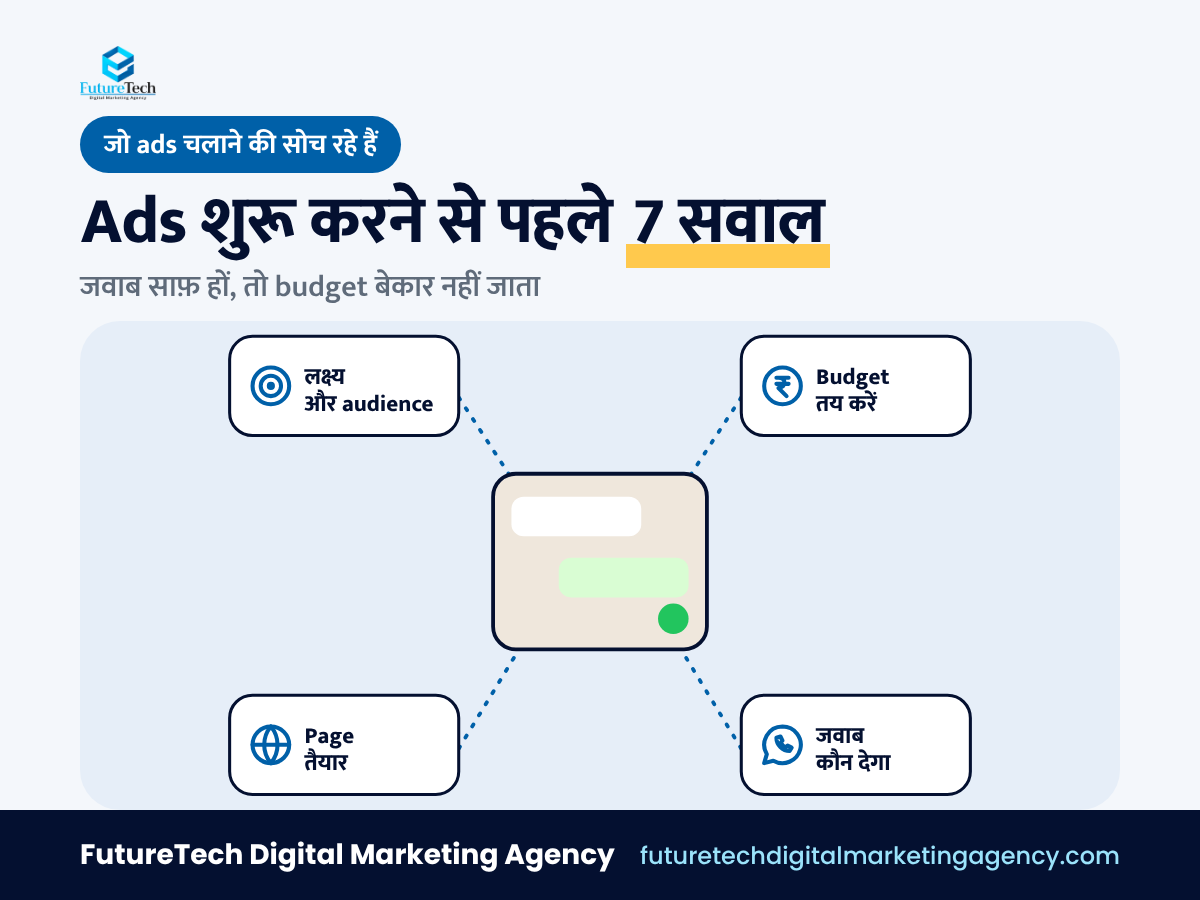 FutureTech
Digital Marketing Agency
जो ads चलाने की सोच रहे हैं
Ads शुरू करने से पहले 7 सवाल
जवाब साफ़ हों, तो budget बेकार नहीं जाता
लक्ष्य
और audience
Budget
तय करें
Page
तैयार
जवाब
कौन देगा
FutureTech Digital Marketing Agency
futuretechdigitalmarketingagency.com